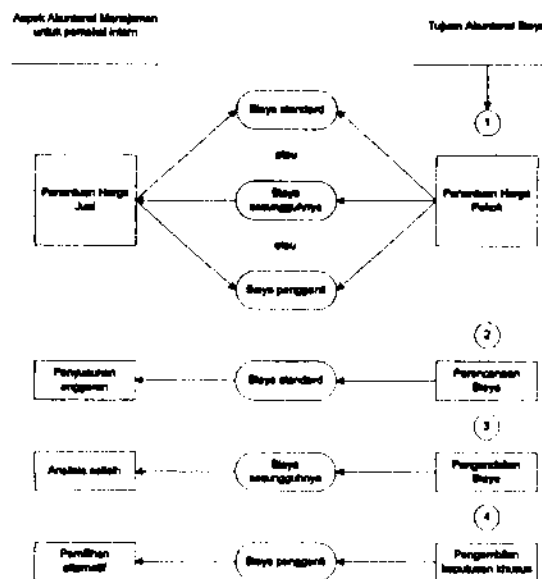 Aspek Akuntansi Manajemen
untuk pemakai intern
Tujuan Akuntansi Biaya
1
Biaya standard
atau
Penentuan Harga
Jual
Biaya
sesungguhnya
Penentuan Harga
Pokok
atau
Biaya pengganti
2
Penyusunan
anggaran
Biaya standard
Perencanaan
Biaya
3
Analisis selisih
Biaya
sesungguhnya
Pengendalian
Biaya
4
Pemilihan
alternatif
Biaya pengganti
Pengambilan
keputusan khusus